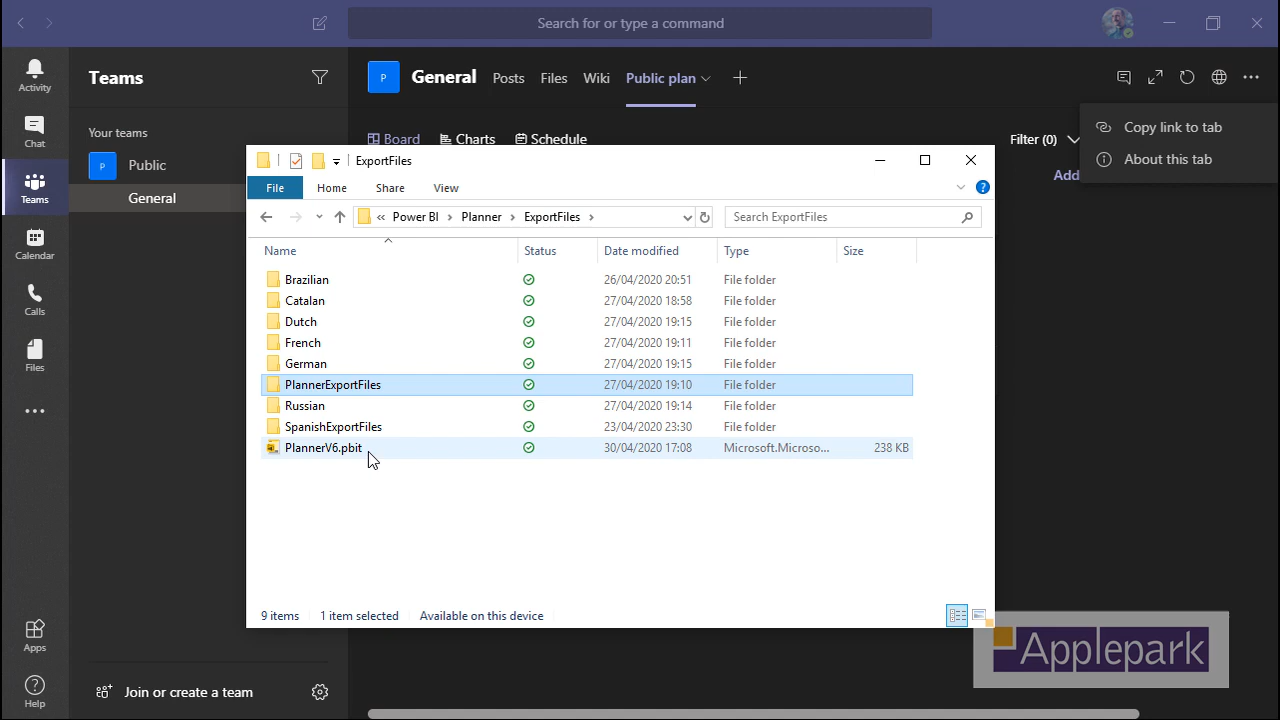 Search for or type a command
Activity
Chat
Teams
Calendar
Calls
Files
Apps
Help
Teams
Your teams
P Public
General
Join or create a team
P General Posts Files Wiki Public plan
Board Charts Schedule Filter (0)
Add
Copy link to tab
About this tab
ExportFiles
File Home Share View
« Power BI > Planner > ExportFiles > Search ExportFiles
Name Status Date modified Type Size
Brazilian 26/04/2020 20:51 File folder
Catalan 27/04/2020 18:58 File folder
Dutch 27/04/2020 19:15 File folder
French 27/04/2020 19:11 File folder
German 27/04/2020 19:15 File folder
PlannerExportFiles 27/04/2020 19:10 File folder
Russian 27/04/2020 19:14 File folder
SpanishExportFiles 23/04/2020 23:30 File folder
PlannerV6.pbit 30/04/2020 17:08 Microsoft.Microso... 238 KB
9 items 1 item selected Available on this device
Applepark